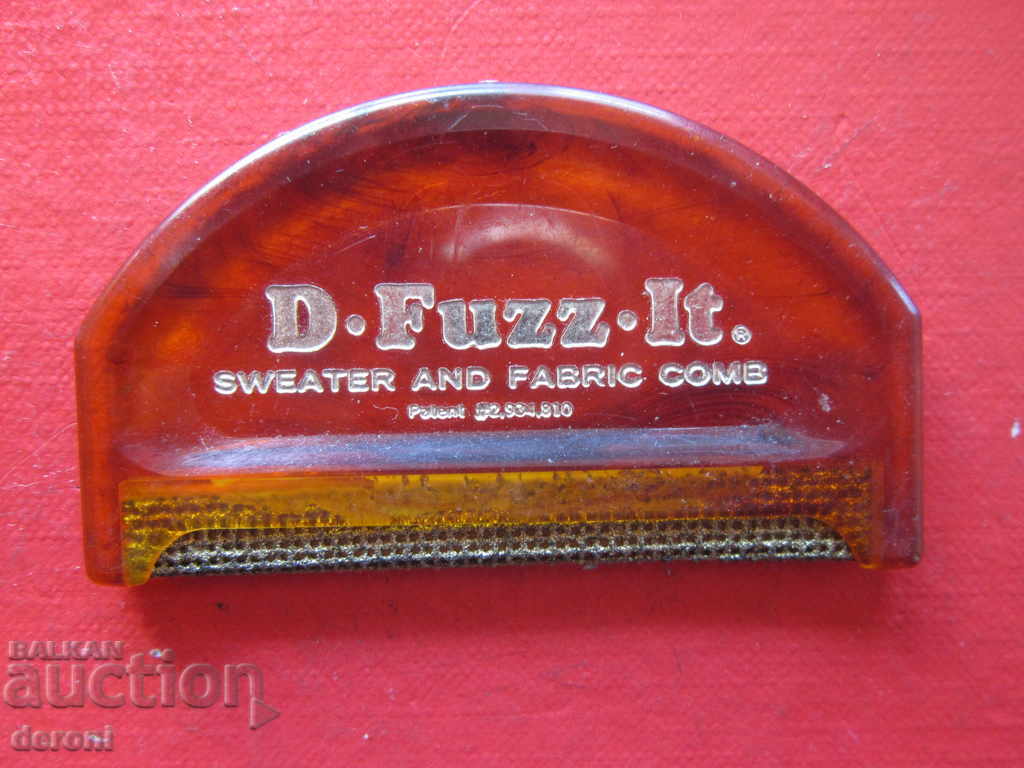 D·Fuzz·It®
SWEATER AND FABRIC COMB
Patent #2,934,810
BALKAN
auction
deroni